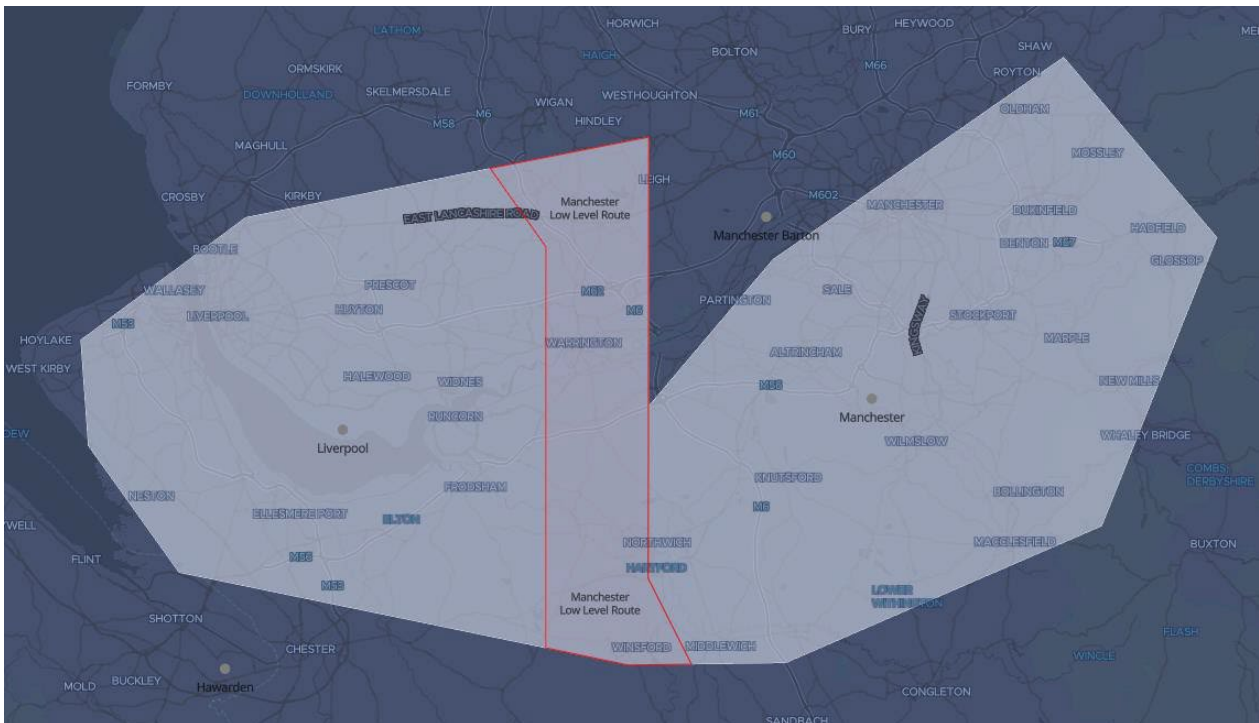 HORWICH
BURY
HEYWOOD
LATHOM
SHAW
HAIGH
BOLTON
M66
ROYTON
ORMSKIRK
FORMBY
DOWNHOLLAND
SKELMERSDALE
WESTHOUGHTON
WIGAN
OLDHAM
M6
M61
M58
HINDLEY
MAGHULL
M60
MOSSLEY
LEIGH
CROSBY
KIRKBY
M602
Manchester
Low Level Route
MANCHESTER
DUKINFIELD
EAST LANCASHIRE ROAD
HADFIELD
Manchester Barton
DENTON
M67
BOOTLE
GLOSSOP
PRESCOT
WALLASEY
M62
SALE
PARTINGTON
HUYTON
M6
LIVERPOOL
STOCKPORT
M53
KINGSWAY
HOYLAKE
WARRINGTON
MARPLE
ALTRINCHAM
WEST KIRBY
HALEWOOD
WIDNES
NEW MILLS
M56
RUNCORN
Manchester
WHALEY BRIDGE
WILMSLOW
Liverpool
COMBS,
DERBYSHIRE
KNUTSFORD
FRODSHAM
NESTON
BOLLINGTON
M6
ELLESMERE PORT
ELTON
NORTHWICH
MACCLESFIELD
BUXTON
M56
FLINT
HARTFORD
M53
LOWER
WITHINGTON
Manchester
Low Level Route
SHOTTON
FLASH
WINSFORD
MIDDLEWICH
CHESTER
WINCLE
BUCKLEY
MOLD
Hawarden
CONGLETON
SANDBACH